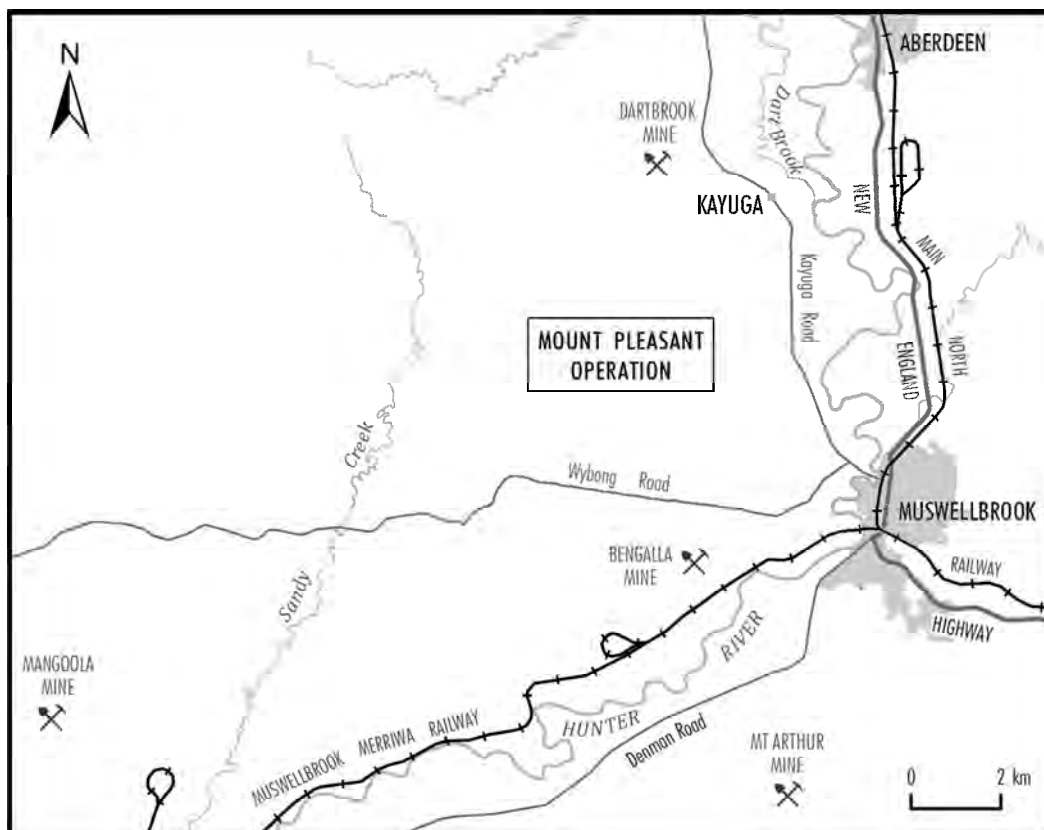 N
ABERDEEN
DARTBROOK
MINE
Dart Brook
KAYUGA
NEW
MAIN
Kayuga Road
MOUNT PLEASANT
OPERATION
ENGLAND
NORTH
Sandy Creek
Wybong Road
MUSWELLBROOK
BENGALLA
MINE
RAILWAY
HIGHWAY
RIVER
HUNTER
MANGOOLA
MINE
MUSWELLBROOK MERRIWA RAILWAY
Denman Road
MT ARTHUR
MINE
0 2 km